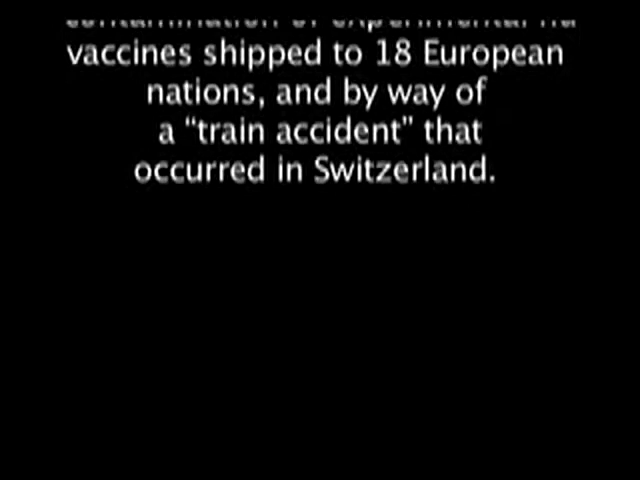 vaccines shipped to 18 European
nations, and by way of
a “train accident” that
occurred in Switzerland.